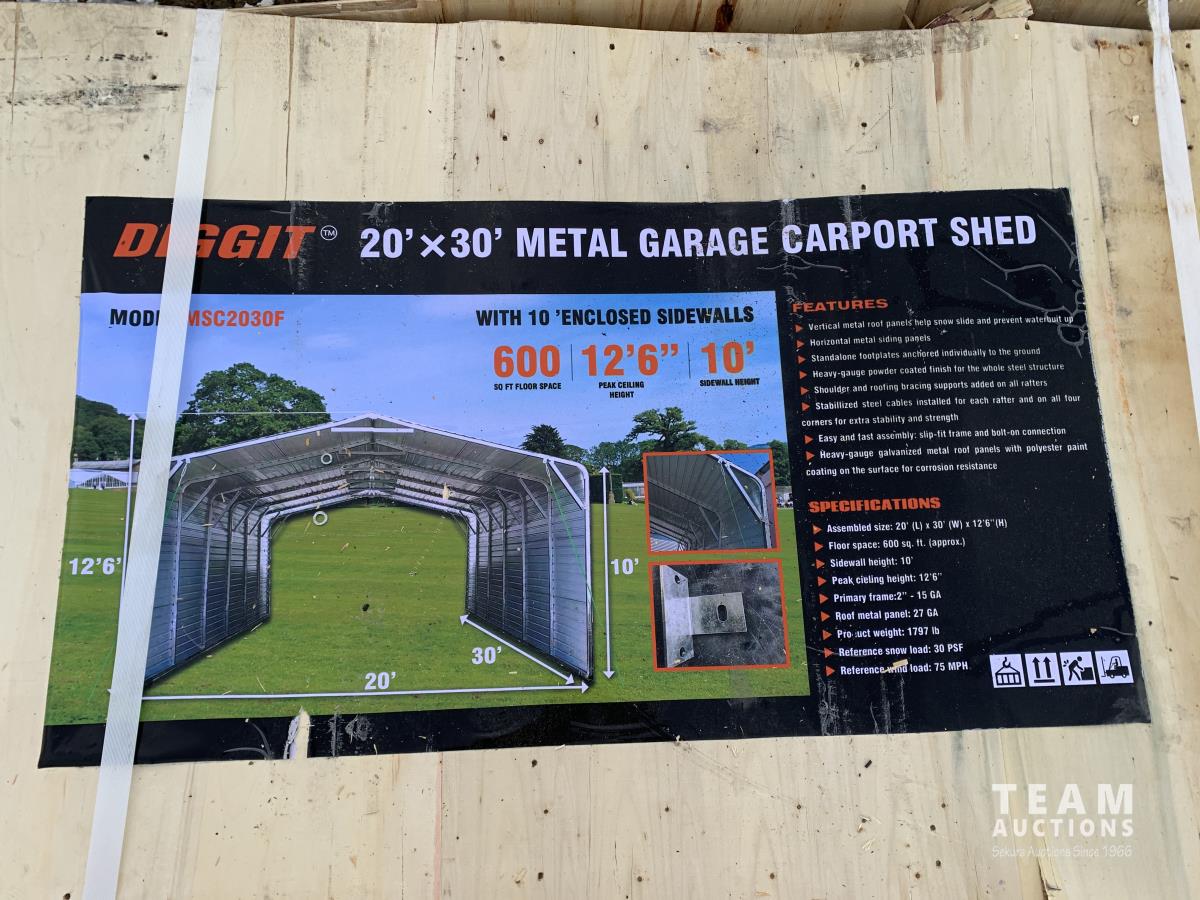 DIGGIT™ 20'×30' METAL GARAGE CARPORT SHED
MSC2030F
WITH 10 'ENCLOSED SIDEWALLS
600 12'6" 10'
SQ FT FLOOR SPACE PEAK CEILING HEIGHT SIDEWALL HEIGHT
12'6'
10'
30'
20'
FEATURES
Vertical metal roof panels help snow slide and prevent waterbuit up
Horizontal metal siding panels
Standalone footplates anchored individually to the ground
Heavy-gauge powder coated finish for the whole steel structure
Shoulder and roofing bracing supports added on all rafters
Stabillized steel cables installed for each rafter and on all four
corners for extra stability and strength
Easy and fast assembly: slip-fit frame and bolt-on connection
Heavy-gauge galvanized metal roof panels with polyester paint
coating on the surface for corrosion resistance
SPECIFICATIONS
Assembled size: 20' (L) x 30' (W) x 12'6"(H)
Floor space: 600 sq. ft. (approx.)
Sidewall height: 10'
Peak cieling height: 12'6"
Primary frame:2" - 15 GA
Roof metal panel: 27 GA
Product weight: 1797 lb
Reference snow load: 30 PSF
Reference wind load: 75 MPH
TEAM
AUCTIONS
Sekura Auctions Since 1966